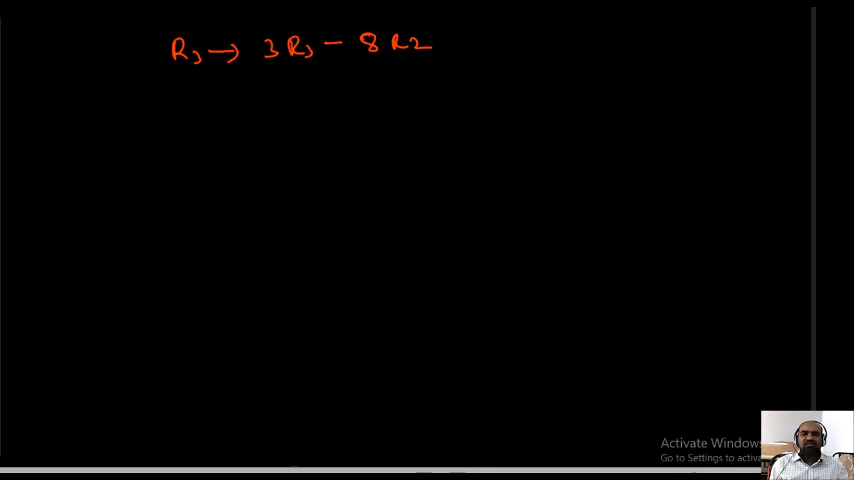 R3 → 3R3 - 8R2
Activate Windows
Go to Settings to activa